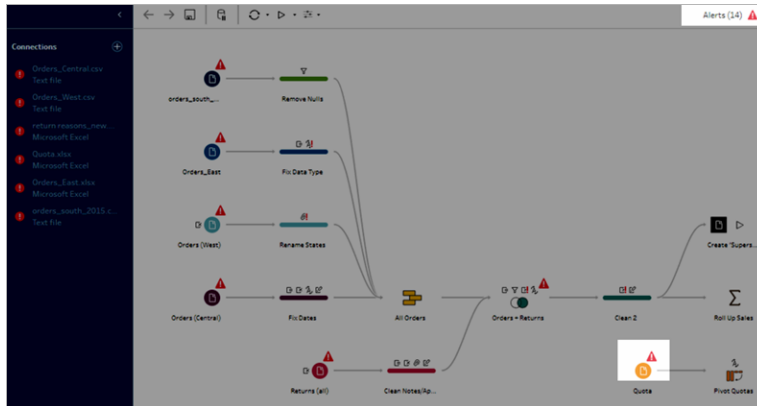 Alerts (14)
Connections
Orders_Central.csv
Text file
Orders_West.csv
Text file
return reasons_new...
Microsoft Excel
Quota.xlsx
Microsoft Excel
Orders_East.xlsx
Microsoft Excel
orders_south_2015 c...
Text file
orders_south_...
Remove Nulls
Orders_East
Fix Data Type
Orders (West)
Rename States
Create 'Supers...
Orders (Central)
Fix Dates
All Orders
Orders + Returns
Clean 2
Roll Up Sales
Returns (all)
Clean Notes/Ap...
Quota
Pivot Quotas